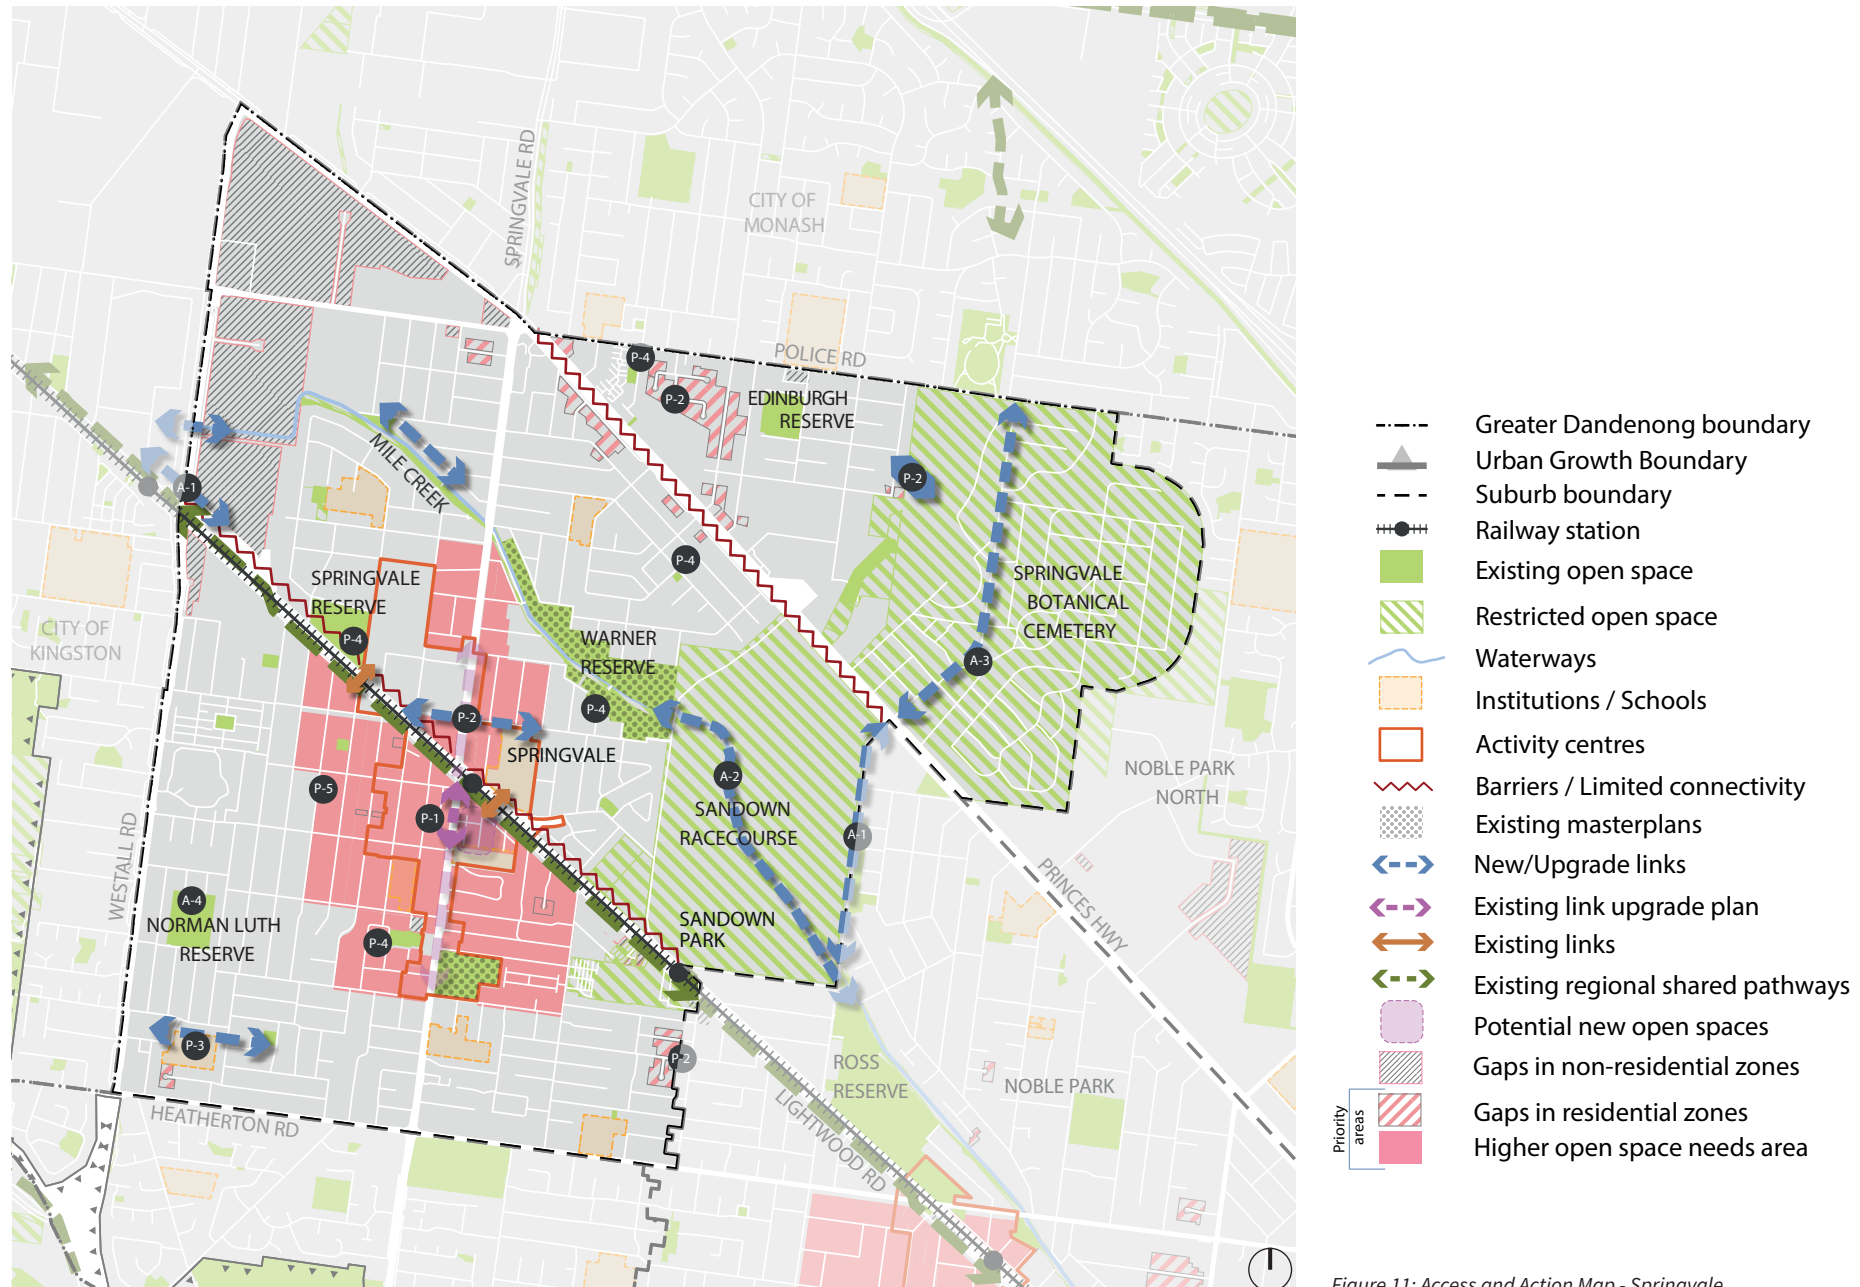 SPRINGVALE RD
CITY OF
MONASH
POLICE RD
P-4
P-2
EDINBURGH
RESERVE
MILE CREEK
A-1
P-2
P-4
SPRINGVALE
RESERVE
P-4
CITY OF
KINGSTON
SPRINGVALE
BOTANICAL
CEMETERY
A-3
WARNER
RESERVE
P-4
P-2
SPRINGVALE
A-2
SANDOWN
RACECOURSE
A-1
NOBLE PARK
NORTH
P-5
P-1
WESTALL RD
PRINCES HWY
A-4
NORMAN LUTH
RESERVE
P-4
SANDOWN
PARK
P-3
P-2
ROSS
RESERVE
NOBLE PARK
HEATHERTON RD
LIGHTWOOD RD
Greater Dandenong boundary
Urban Growth Boundary
Suburb boundary
Railway station
Existing open space
Restricted open space
Waterways
Institutions / Schools
Activity centres
Barriers / Limited connectivity
Existing masterplans
New/Upgrade links
Existing link upgrade plan
Existing links
Existing regional shared pathways
Potential new open spaces
Gaps in non-residential zones
Priority
areas
Gaps in residential zones
Higher open space needs area
Figure 11: Access and Action Map - Springvale